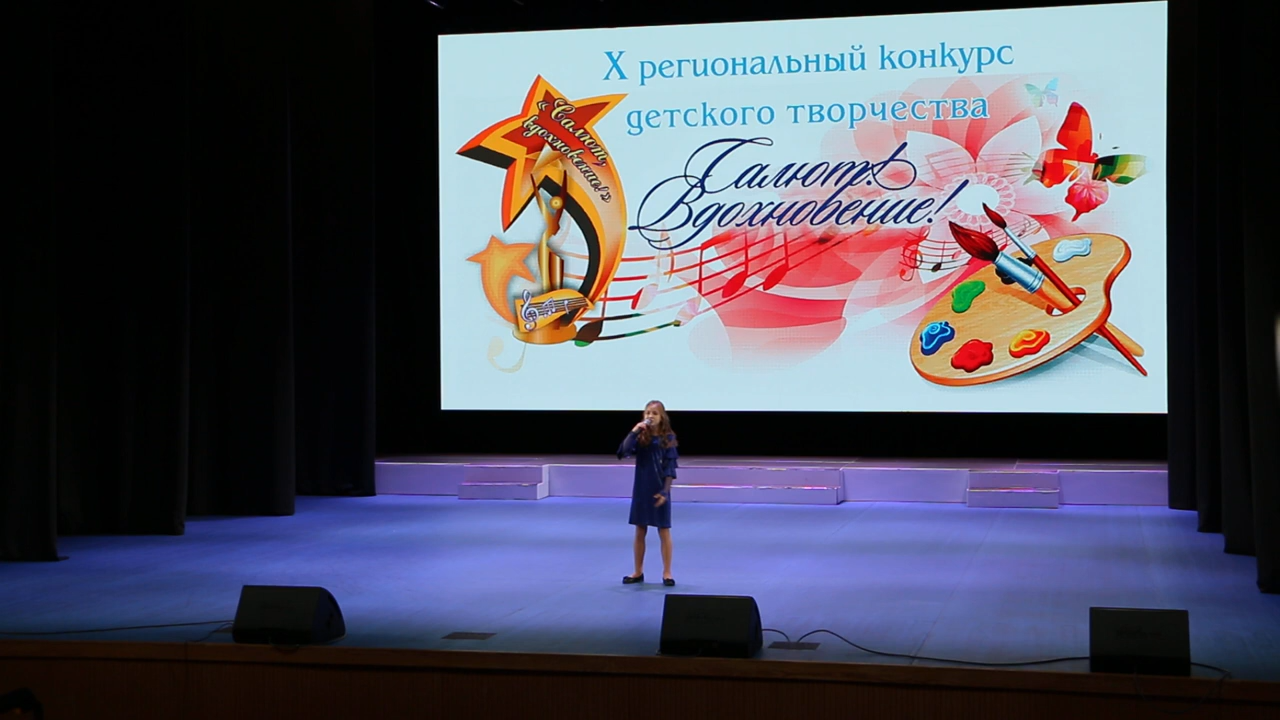 X региональный конкурс
детского творчества
Салют!
Вдохновение!
«Салют,
вдохновение!»